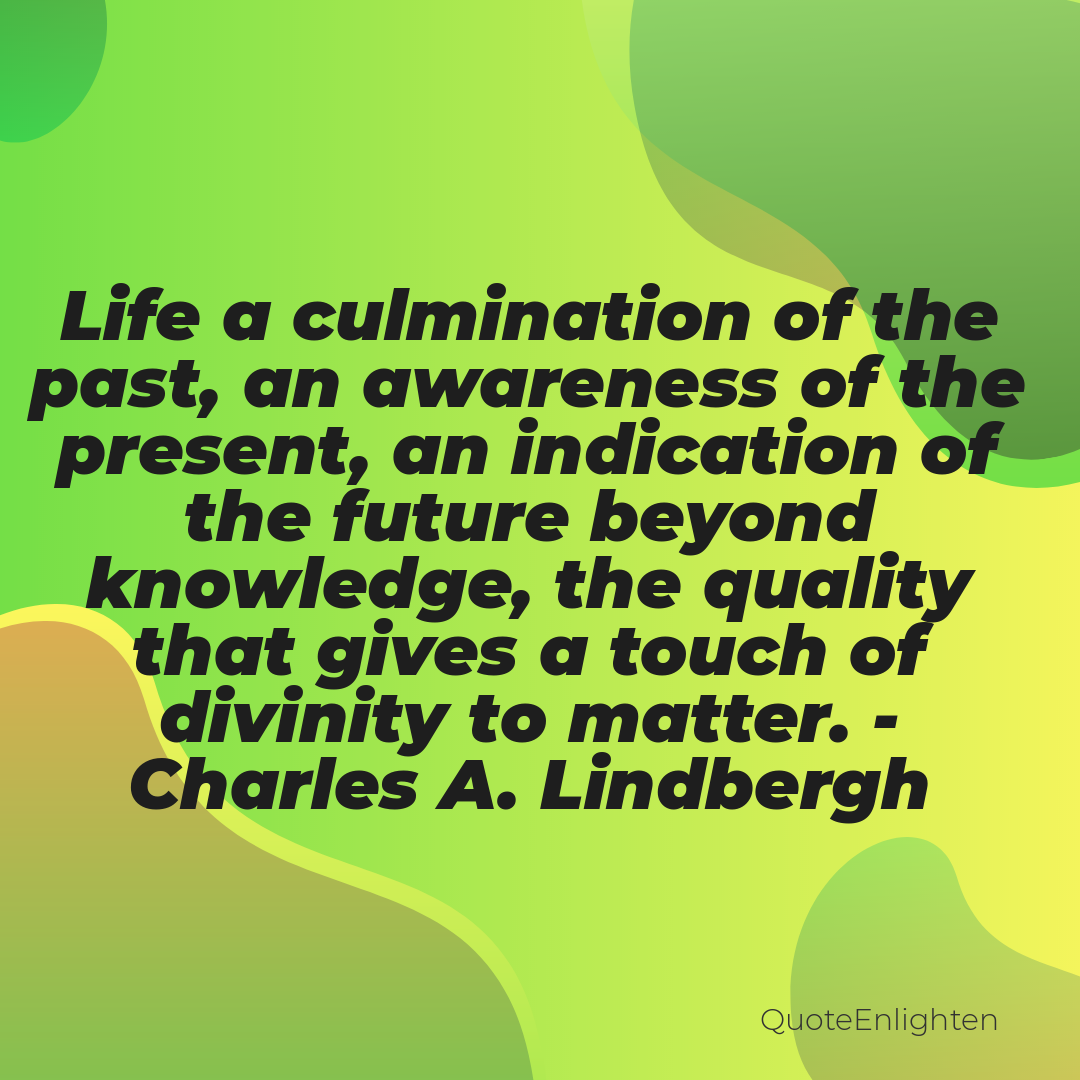 Life a culmination of the
past, an awareness of the
present, an indication of
the future beyond
knowledge, the quality
that gives a touch of
divinity to matter. -
Charles A. Lindbergh
QuoteEnlighten